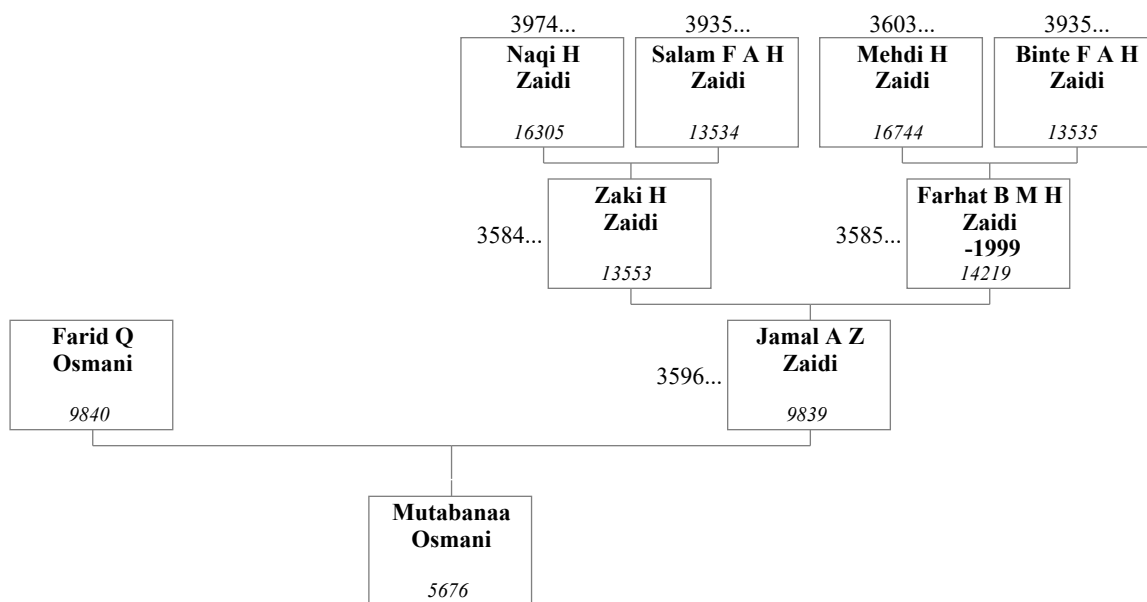 3974... 3935... 3603... 3935...
Naqi H
Zaidi
16305
Salam F A H
Zaidi
13534
Mehdi H
Zaidi
16744
Binte F A H
Zaidi
13535
3584...
Zaki H
Zaidi
13553
3585...
Farhat B M H
Zaidi
-1999
14219
Farid Q
Osmani
9840
3596...
Jamal A Z
Zaidi
9839
Mutabanaa
Osmani
5676